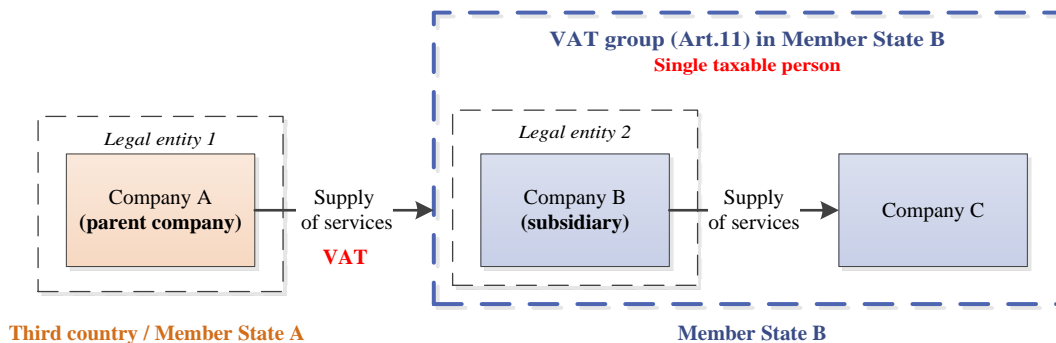 VAT group (Art.11) in Member State B
Single taxable person
Legal entity 1
Company A
(parent company)
Supply
of services
VAT
Legal entity 2
Company B
(subsidiary)
Supply
of services
Company C
Third country / Member State A
Member State B